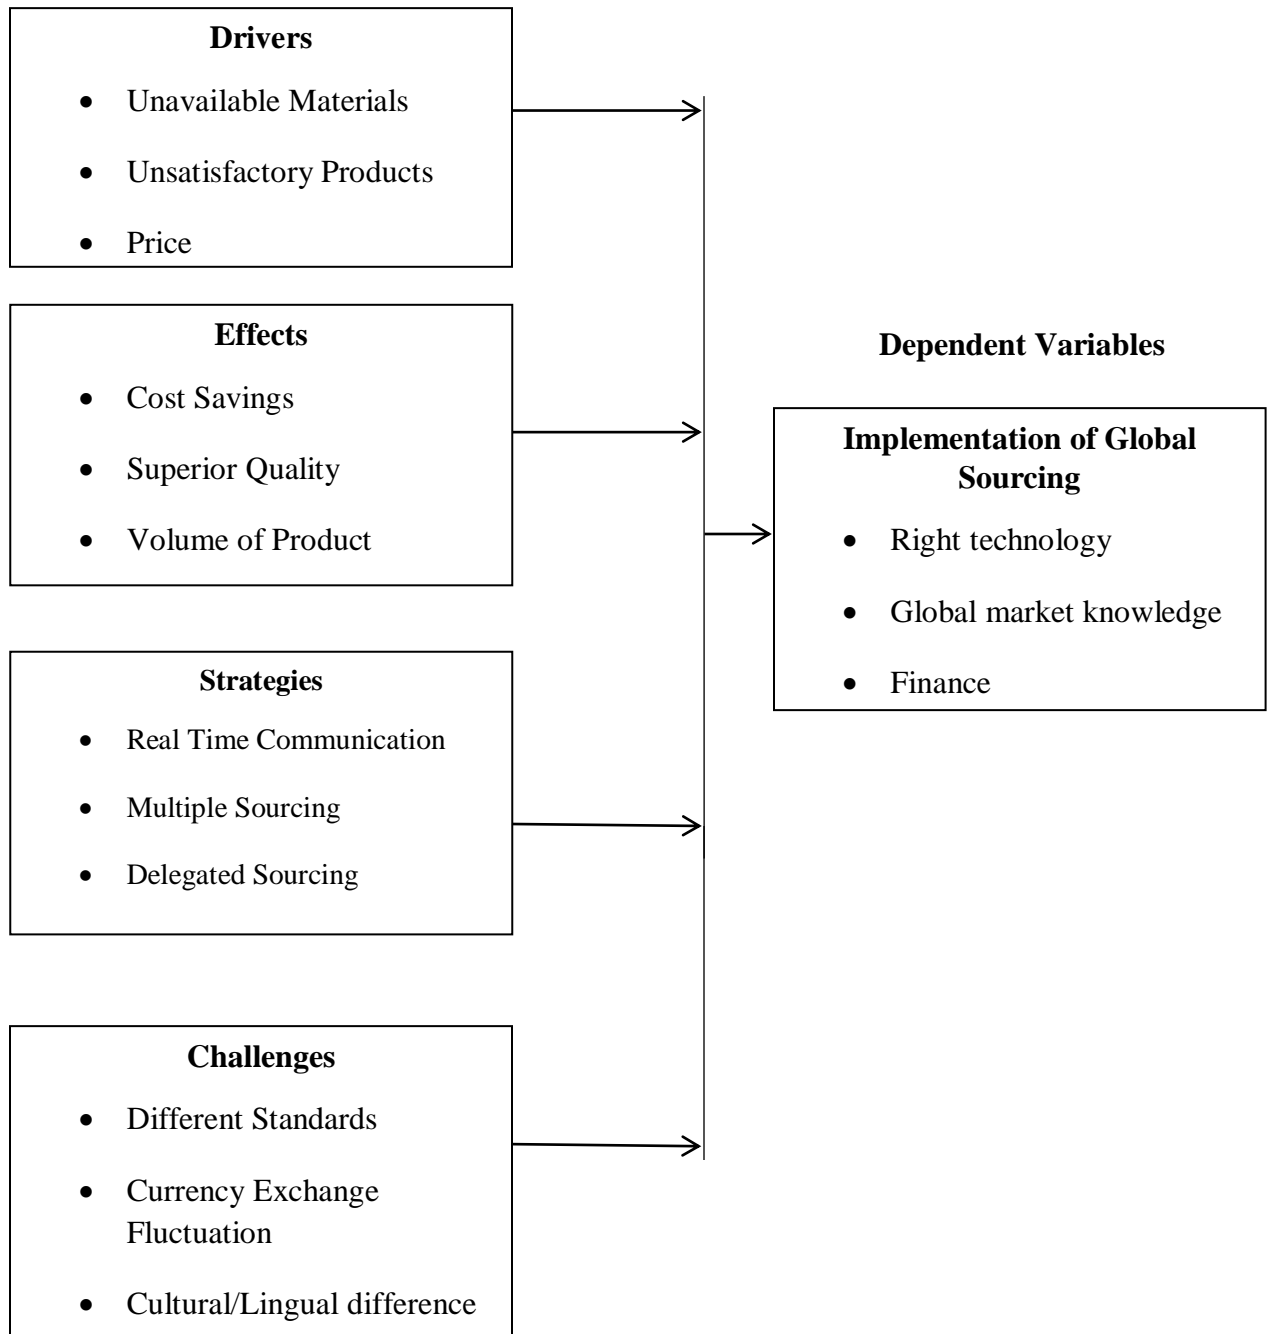 Drivers
• Unavailable Materials
• Unsatisfactory Products
• Price
Effects
• Cost Savings
• Superior Quality
• Volume of Product
Strategies
• Real Time Communication
• Multiple Sourcing
• Delegated Sourcing
Challenges
• Different Standards
• Currency Exchange
Fluctuation
• Cultural/Lingual difference
Dependent Variables
Implementation of Global
Sourcing
• Right technology
• Global market knowledge
• Finance